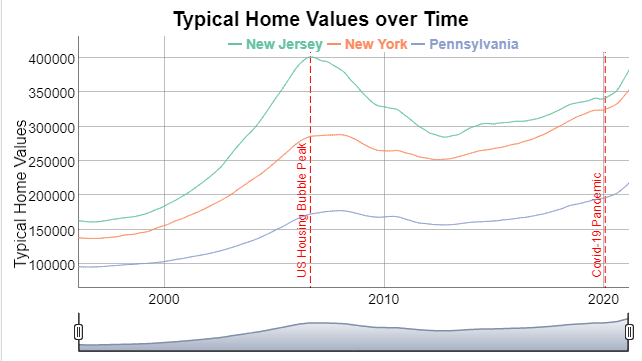 Typical Home Values over Time
New Jersey New York Pennsylvania
400000
350000
300000
250000
200000
150000
100000
Typical Home Values
US Housing Bubble Peak
Covid-19 Pandemic
2000 2010 2020